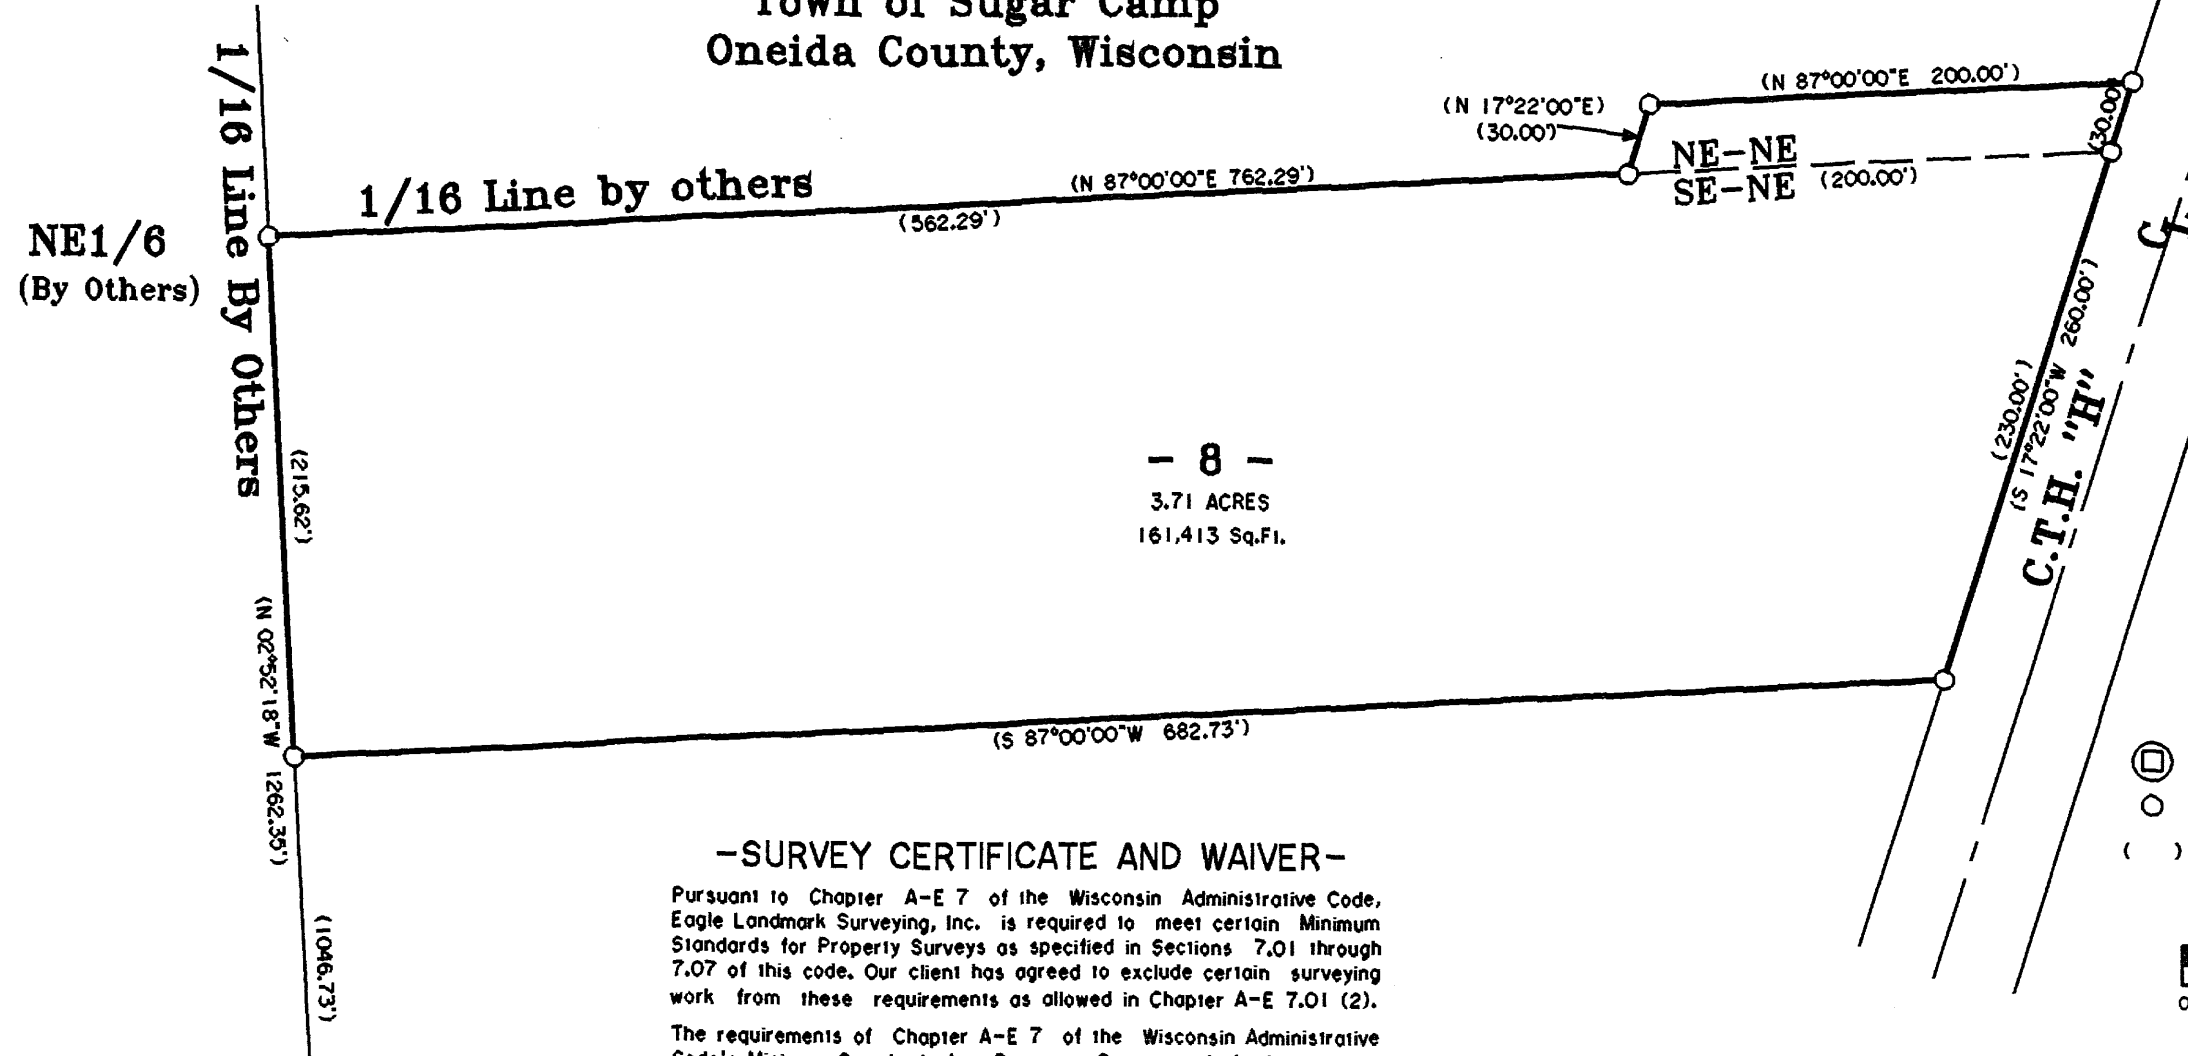 Town of Sugar Camp
Oneida County, Wisconsin
1/16 Line By Others
(N 87°00'00"E 200.00')
(N 17°22'00"E)
(30.00')
(30.00')
NE-NE
SE-NE (200.00')
1/16 Line by others
(N 87°00'00"E 762.29')
(562.29')
NE1/6
(By Others)
(215.62')
(N 02°52'18"W 1262.35')
(1046.73')
(230.00')
(S 17°22'00"W 260.00')
C.T.H. "H"
- 8 -
3.71 ACRES
161,413 Sq.Ft.
(S 87°00'00"W 682.73')
-SURVEY CERTIFICATE AND WAIVER-
Pursuant to Chapter A-E 7 of the Wisconsin Administrative Code,
Eagle Landmark Surveying, Inc. is required to meet certain Minimum
Standards for Property Surveys as specified in Sections 7.01 through
7.07 of this code. Our client has agreed to exclude certain surveying
work from these requirements as allowed in Chapter A-E 7.01 (2).
The requirements of Chapter A-E 7 of the Wisconsin Administrative